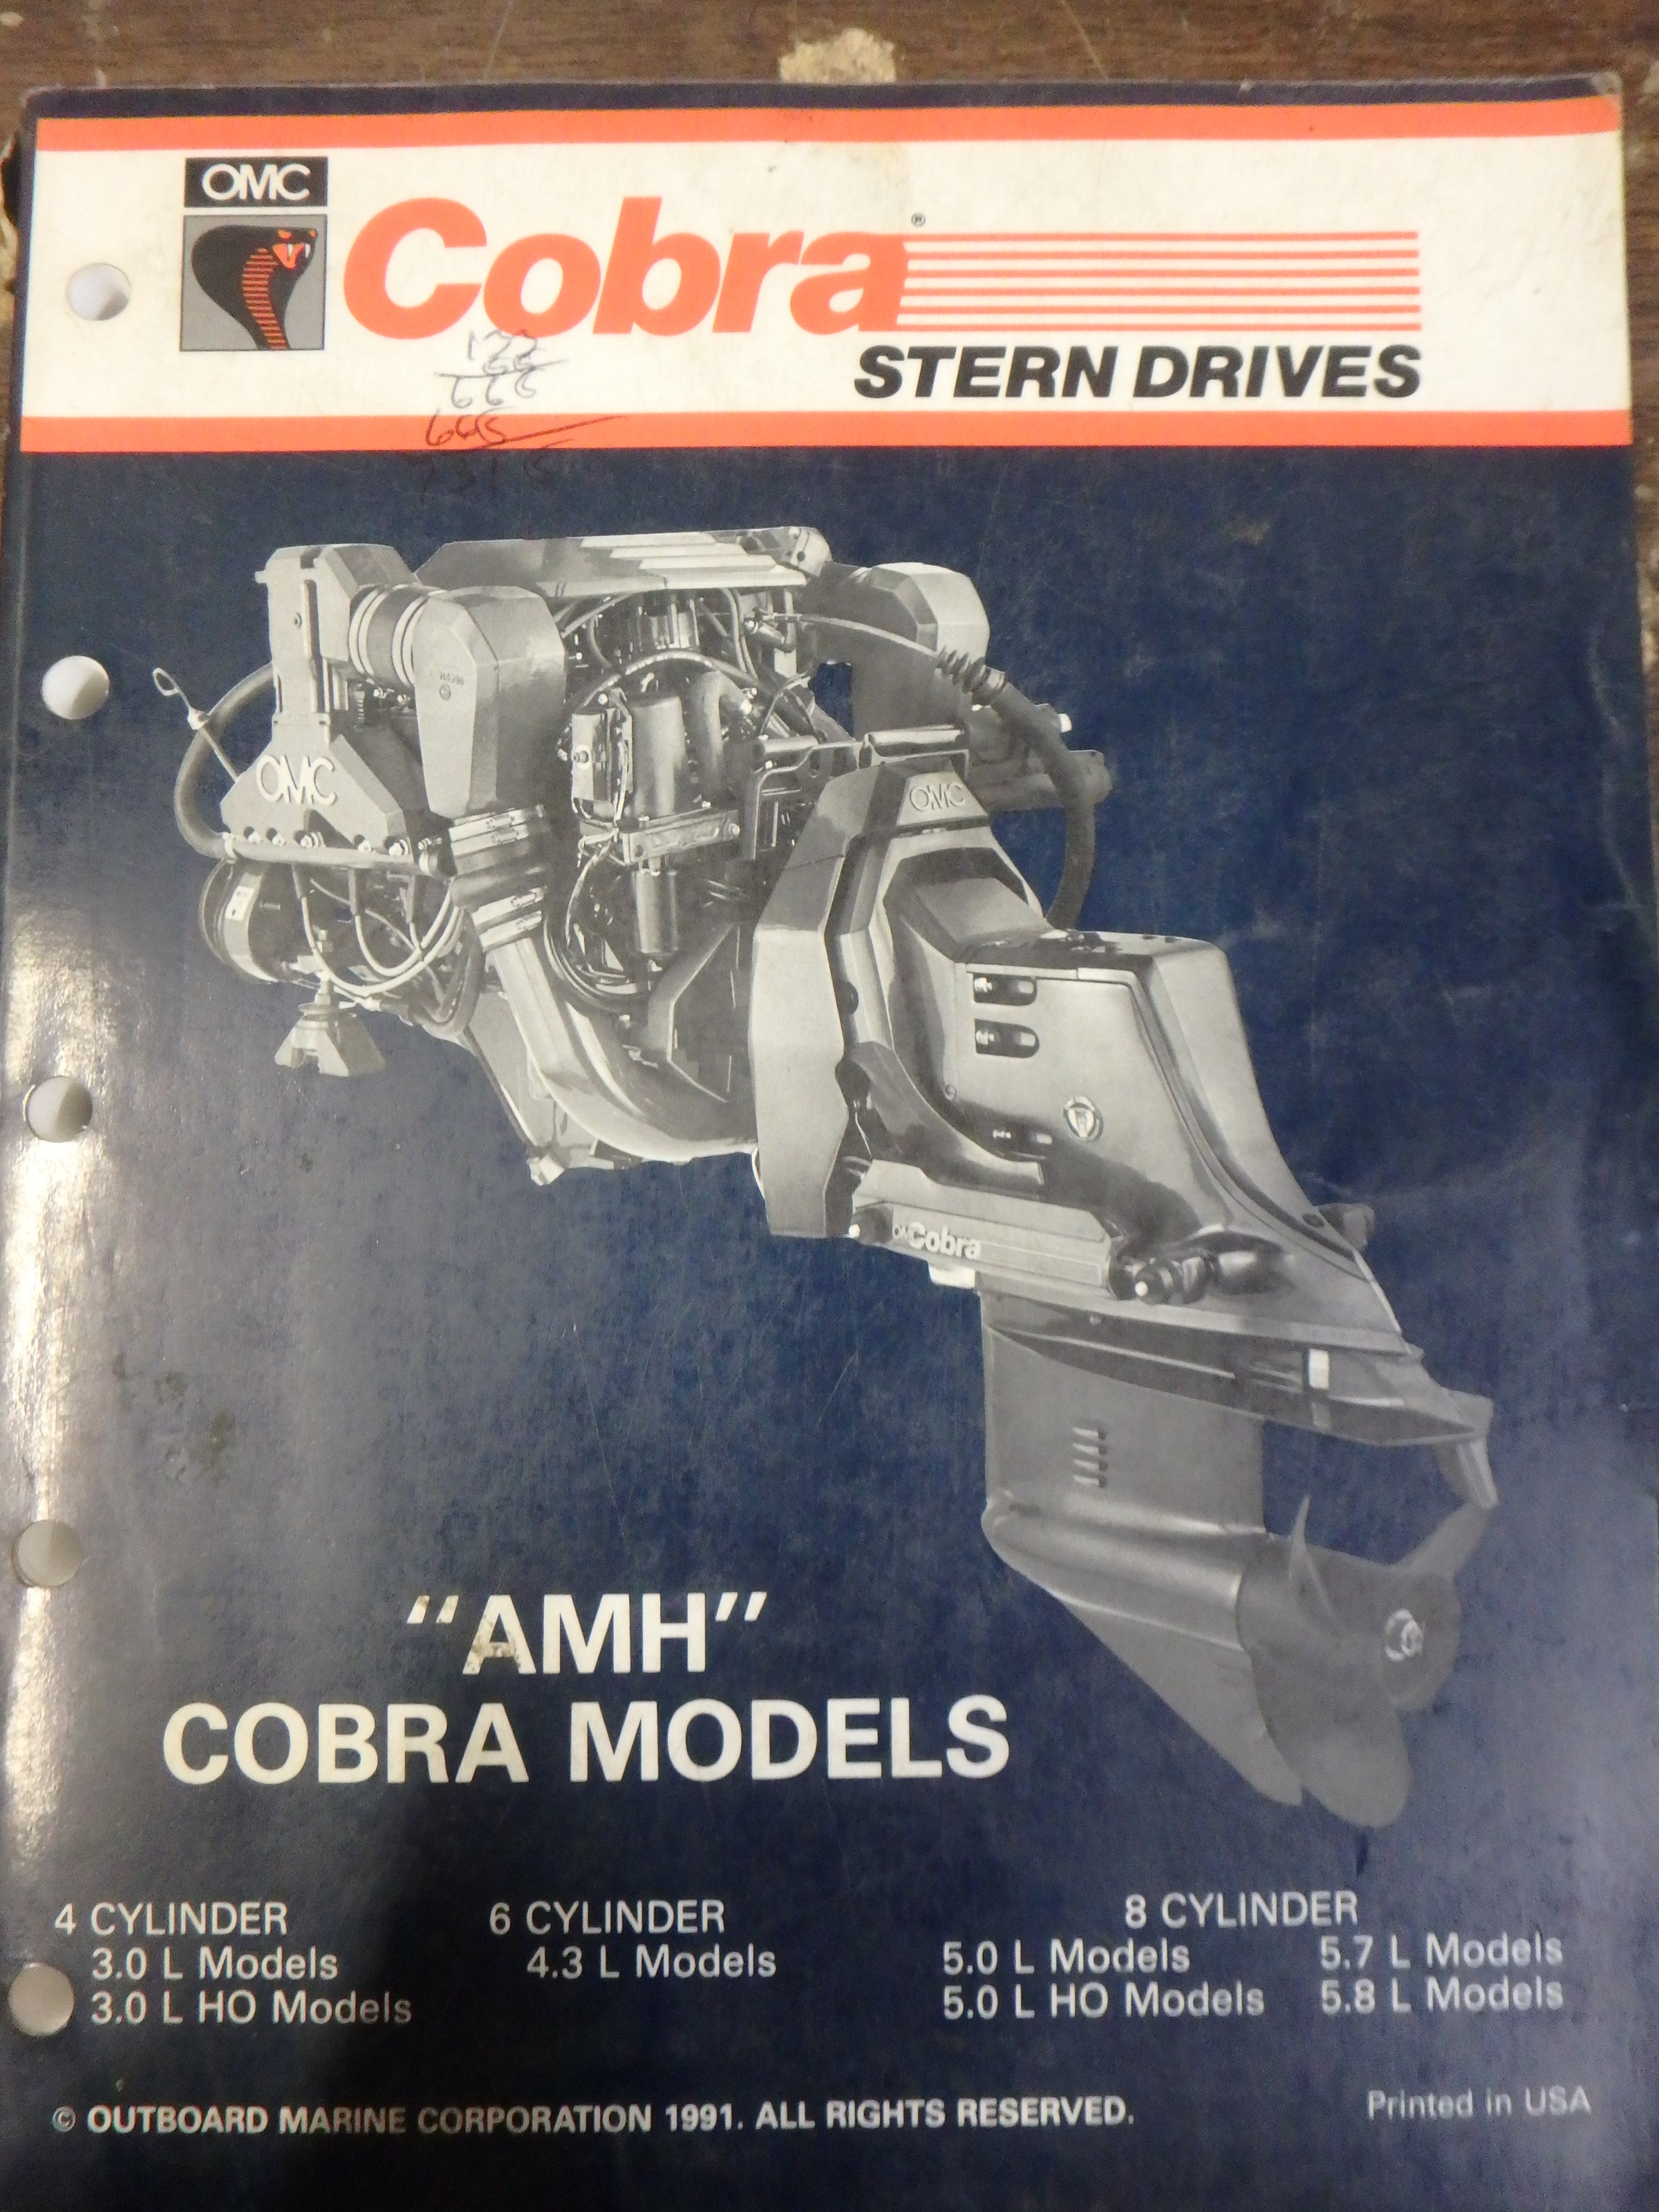 OMC
Cobra®
STERN DRIVES
666
OMC
OMC
OMC Cobra
"AMH"
COBRA MODELS
4 CYLINDER
3.0 L Models
3.0 L HO Models
6 CYLINDER
4.3 L Models
8 CYLINDER
5.0 L Models 5.7 L Models
5.0 L HO Models 5.8 L Models
© OUTBOARD MARINE CORPORATION 1991. ALL RIGHTS RESERVED.
Printed in USA